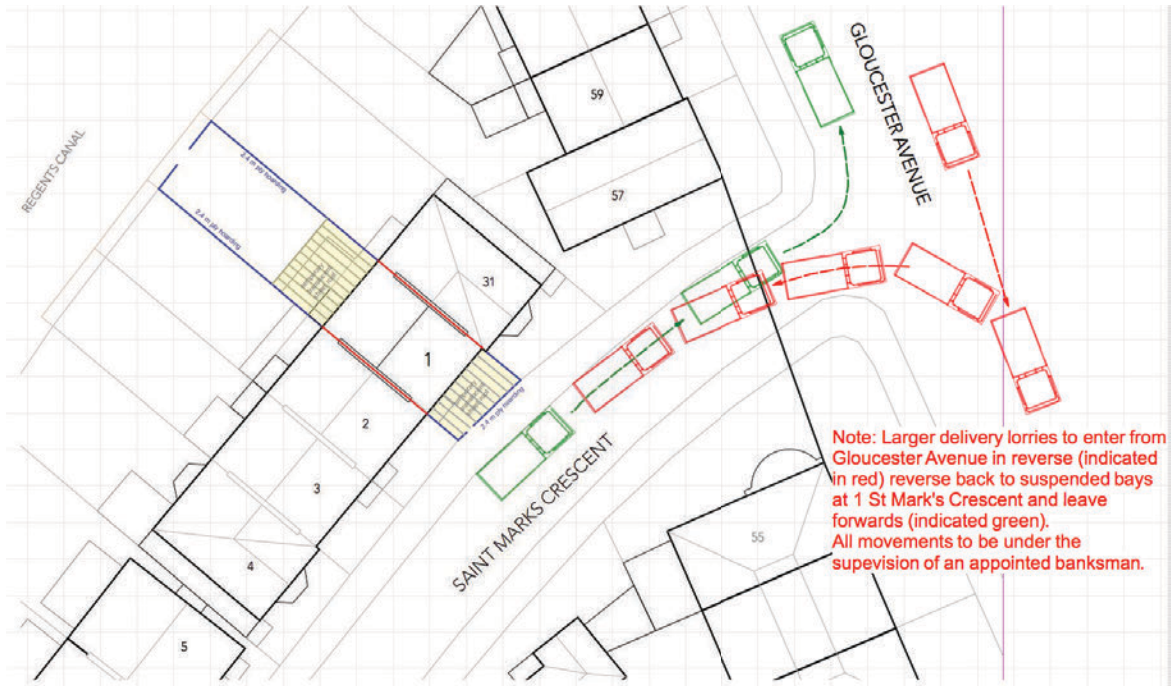 GLOUCESTER AVENUE
59
57
REGENTS CANAL
2.4 m ply hoarding
2.4 m ply hoarding
31
1
2.4 m ply hoarding
2
3
4
5
SAINT MARKS CRESCENT
55
Note: Larger delivery lorries to enter from
Gloucester Avenue in reverse (indicated
in red) reverse back to suspended bays
at 1 St Mark's Crescent and leave
forwards (indicated green).
All movements to be under the
supevision of an appointed banksman.